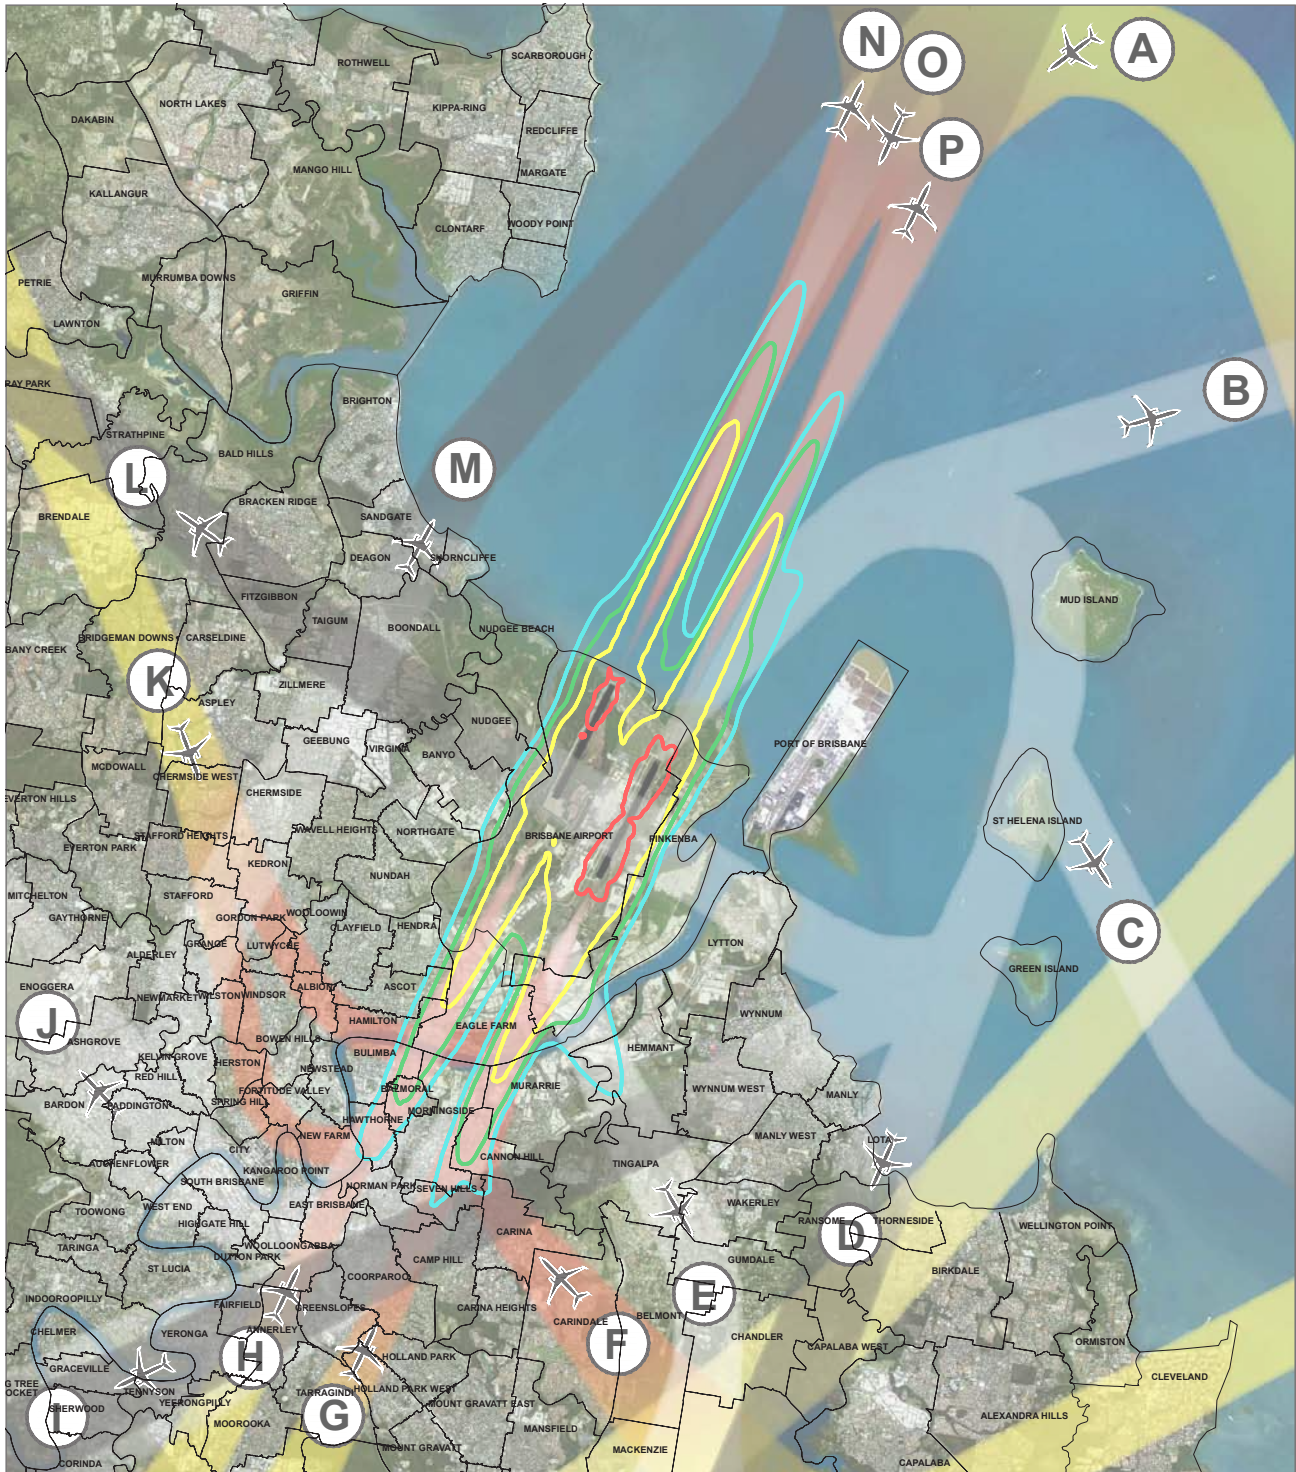 N
O
A
SCARBOROUGH
ROTHWELL
NORTH LAKES
KIPPA-RING
DAKABIN
REDCLIFFE
P
MANGO HILL
MARGATE
KALLANGUR
CLONTARF
WOODY POINT
PETRIE
MURRUMBA DOWNS
GRIFFIN
LAWNTON
RAY PARK
B
BRIGHTON
STRATHPINE
BALD HILLS
M
L
BRACKEN RIDGE
BRENDALE
SANDGATE
DEAGON
SHORNCLIFFE
FITZGIBBON
MUD ISLAND
TAIGUM
BOONDALL
NUDGEE BEACH
BRIDGEMAN DOWNS
CARSELDINE
BANY CREEK
K
ZILLMERE
ASPLEY
NUDGEE
GEEBUNG
VIRGINIA
BANYO
PORT OF BRISBANE
MCDOWALL
CHERMSIDE WEST
CHERMSIDE
EVERTON HILLS
ST HELENA ISLAND
STAFFORD HEIGHTS
WAVELL HEIGHTS
NORTHGATE
BRISBANE AIRPORT
PINKENBA
EVERTON PARK
KEDRON
NUNDAH
MITCHELTON
STAFFORD
GAYTHORNE
GORDON PARK
WOOLOOWIN
CLAYFIELD
HENDRA
C
GRANGE
LUTWYCHE
LYTTON
ALDERLEY
GREEN ISLAND
ENOGGERA
ALBION
ASCOT
NEWMARKET
WILSTON
WINDSOR
J
HAMILTON
EAGLE FARM
WYNNUM
ASHGROVE
BOWEN HILLS
HEMMANT
KELVIN GROVE
BULIMBA
HERSTON
NEWSTEAD
RED HILL
BALMORAL
MURARRIE
WYNNUM WEST
FORTITUDE VALLEY
MANLY
BARDON
PADDINGTON
SPRING HILL
MORNINGSIDE
HAWTHORNE
NEW FARM
MANLY WEST
LOTA
MILTON
CITY
CANNON HILL
AUCHENFLOWER
TINGALPA
KANGAROO POINT
SOUTH BRISBANE
NORMAN PARK
SEVEN HILLS
WEST END
EAST BRISBANE
WAKERLEY
TOOWONG
HIGHGATE HILL
RANSOME
THORNESIDE
WELLINGTON POINT
CARINA
D
TARINGA
WOOLLOONGABBA
DUTTON PARK
CAMP HILL
GUMDALE
ST LUCIA
COORPAROO
BIRKDALE
INDOOROOPILLY
FAIRFIELD
GREENSLOPES
CARINA HEIGHTS
E
BELMONT
CARINDALE
CHELMER
YERONGA
ANNERLEY
CHANDLER
F
ORMISTON
CAPALABA WEST
GRACEVILLE
H
HOLLAND PARK
G TREE
OCKET
TENNYSON
TARRAGINDI
HOLLAND PARK WEST
CLEVELAND
YEERONGPILLY
MOUNT GRAVATT EAST
SHERWOOD
I
G
ALEXANDRA HILLS
MOOROOKA
MANSFIELD
MOUNT GRAVATT
MACKENZIE
CORINDA
CAPALABA